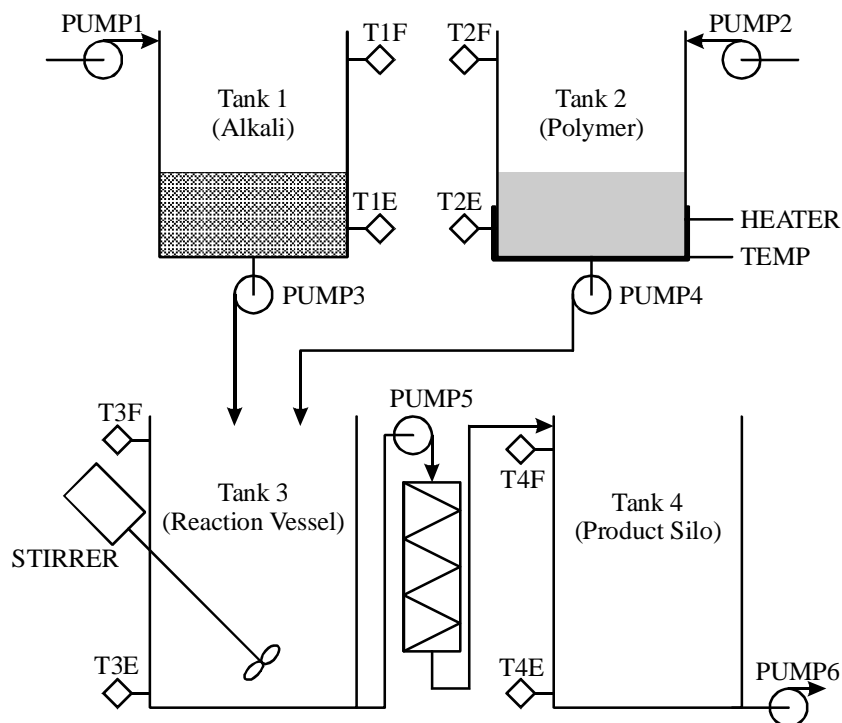 PUMP1
T1F
T2F
PUMP2
Tank 1
(Alkali)
Tank 2
(Polymer)
T1E
T2E
HEATER
TEMP
PUMP3
PUMP4
T3F
PUMP5
T4F
Tank 3
(Reaction Vessel)
Tank 4
(Product Silo)
STIRRER
T3E
T4E
PUMP6